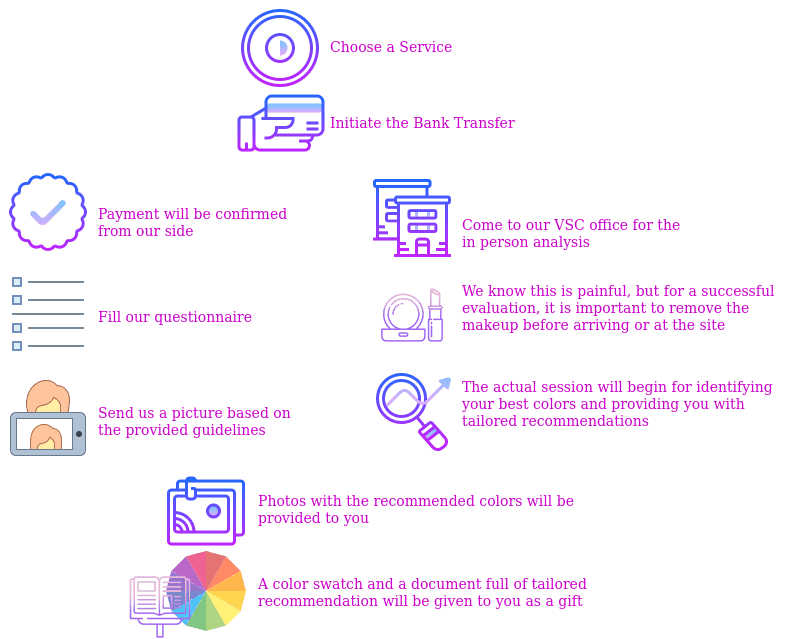 Choose a Service
Initiate the Bank Transfer
Payment will be confirmed
from our side
Fill our questionnaire
Send us a picture based on
the provided guidelines
Come to our VSC office for the
in person analysis
We know this is painful, but for a successful
evaluation, it is important to remove the
makeup before arriving or at the site
The actual session will begin for identifying
your best colors and providing you with
tailored recommendations
Photos with the recommended colors will be
provided to you
A color swatch and a document full of tailored
recommendation will be given to you as a gift